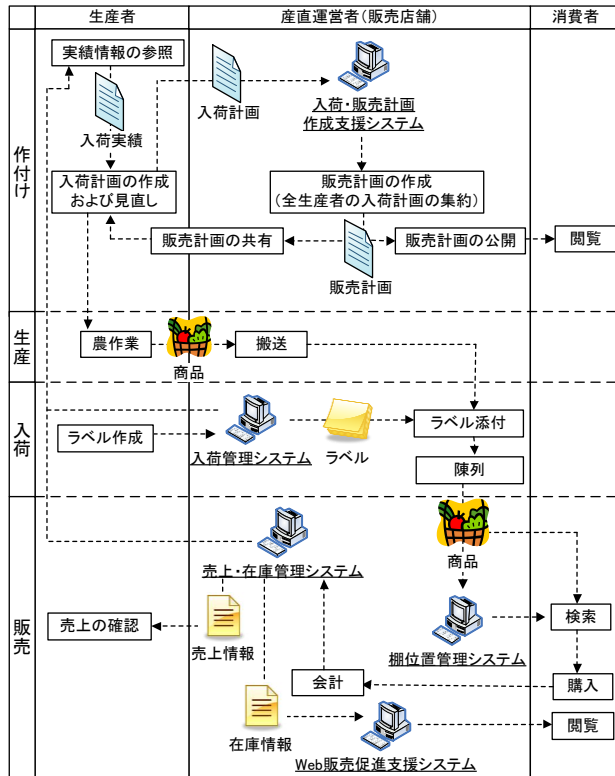 生産者
産直運営者(販売店舗)
消費者
作付け
実績情報の参照
入荷実績
入荷計画
入荷・販売計画
作成支援システム
入荷計画の作成
および見直し
販売計画の作成
(全生産者の入荷計画の集約)
販売計画の共有
販売計画の公開
閲覧
販売計画
生産
農作業
商品
搬送
入荷
ラベル作成
入荷管理システム
ラベル
ラベル添付
陳列
販売
商品
売上・在庫管理システム
売上の確認
売上情報
棚位置管理システム
検索
会計
購入
在庫情報
Web販売促進支援システム
閲覧